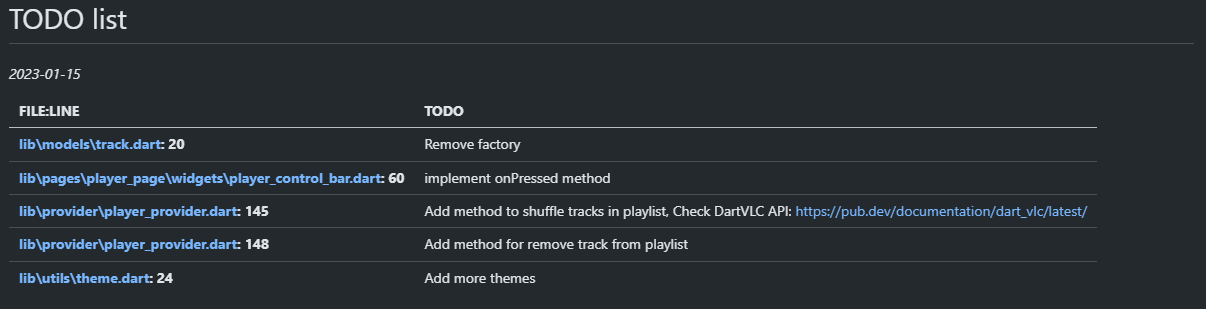 TODO list
2023-01-15
FILE:LINE TODO
lib\models\track.dart: 20 Remove factory
lib\pages\player_page\widgets\player_control_bar.dart: 60 implement onPressed method
lib\provider\player_provider.dart: 145 Add method to shuffle tracks in playlist, Check DartVLC API: https://pub.dev/documentation/dart_vlc/latest/
lib\provider\player_provider.dart: 148 Add method for remove track from playlist
lib\utils\theme.dart: 24 Add more themes